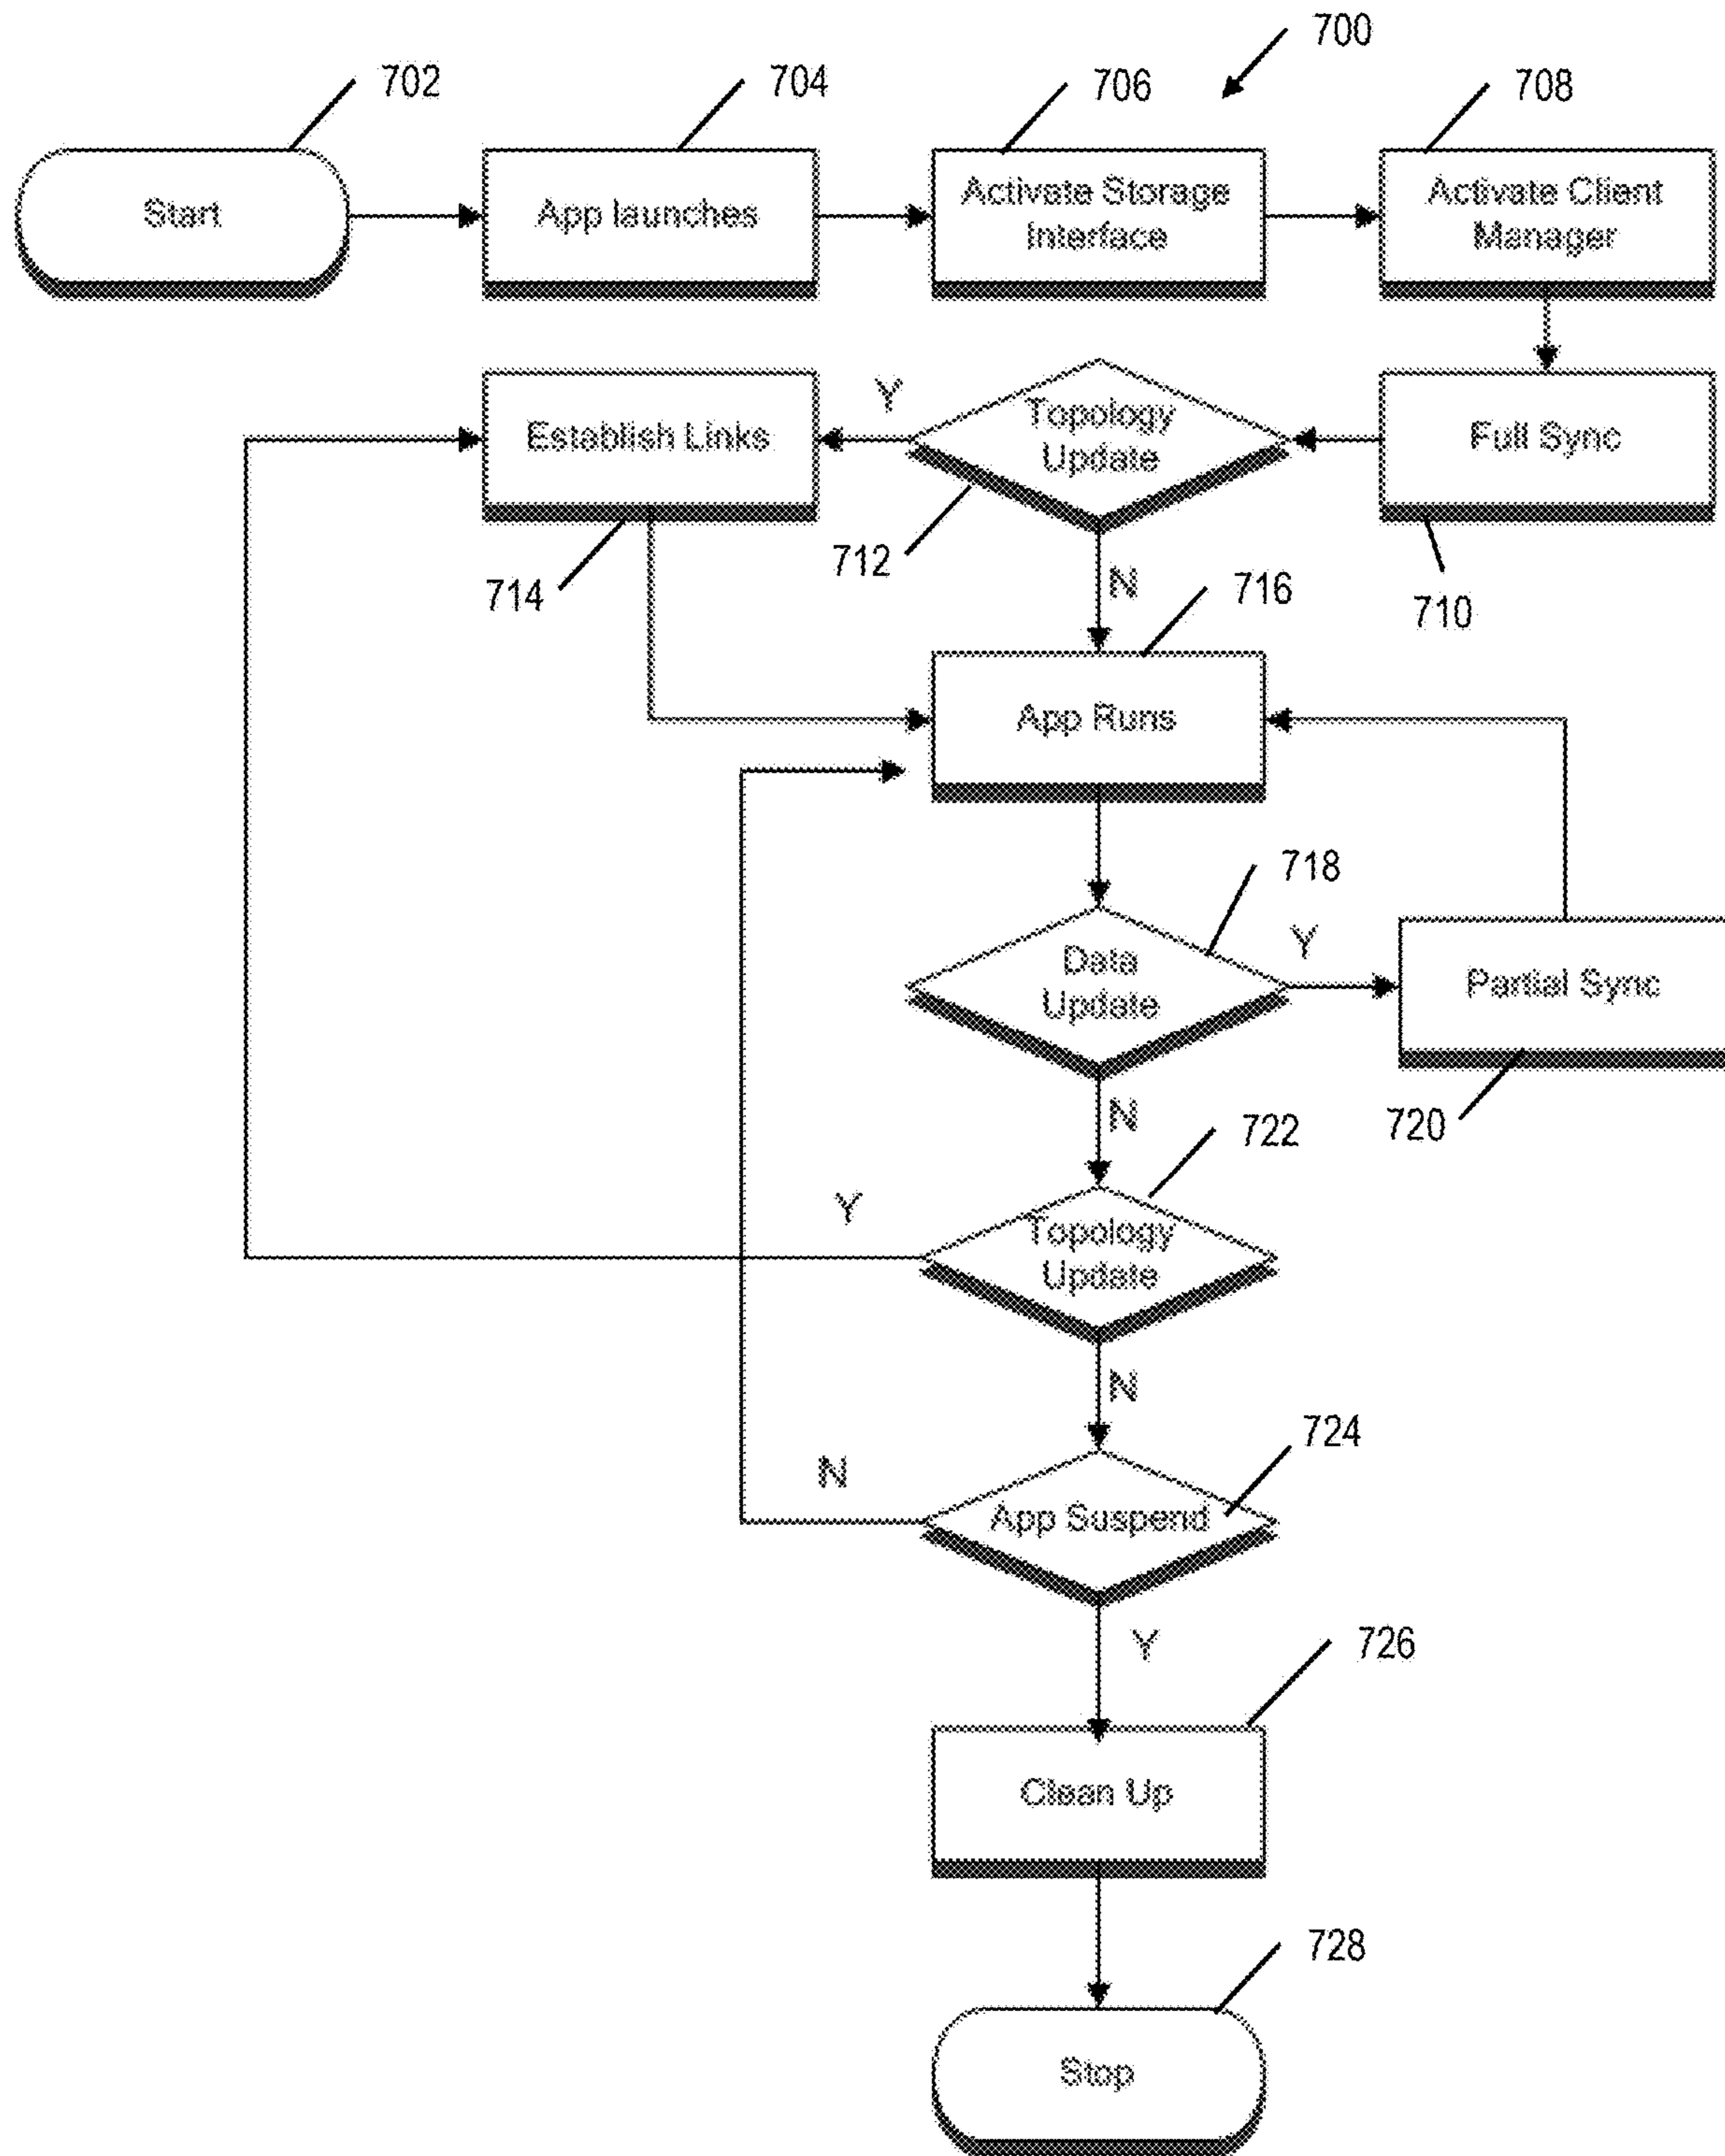 700
702
704
706
708
Start
App launches
Activate Storage
Interface
Activate Client
Manager
Establish Links
Y
Topology
Update
Full Sync
714
712
N
716
710
App Runs
718
Data
Update
Y
Partial Sync
N
722
720
Y
Topology
Update
N
724
N
App Suspend
Y
726
Clean Up
728
Stop